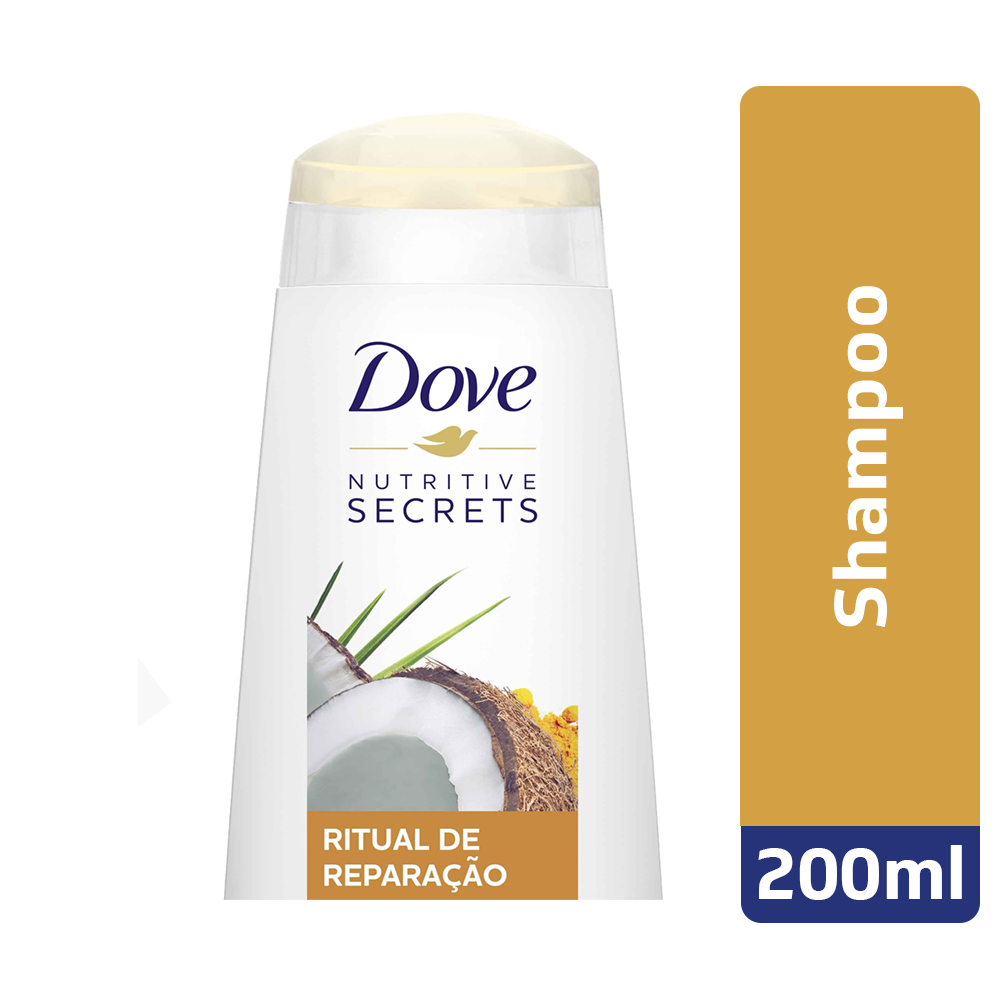 Dove
NUTRITIVE
SECRETS
RITUAL DE
REPARAÇÃO
Shampoo
200ml